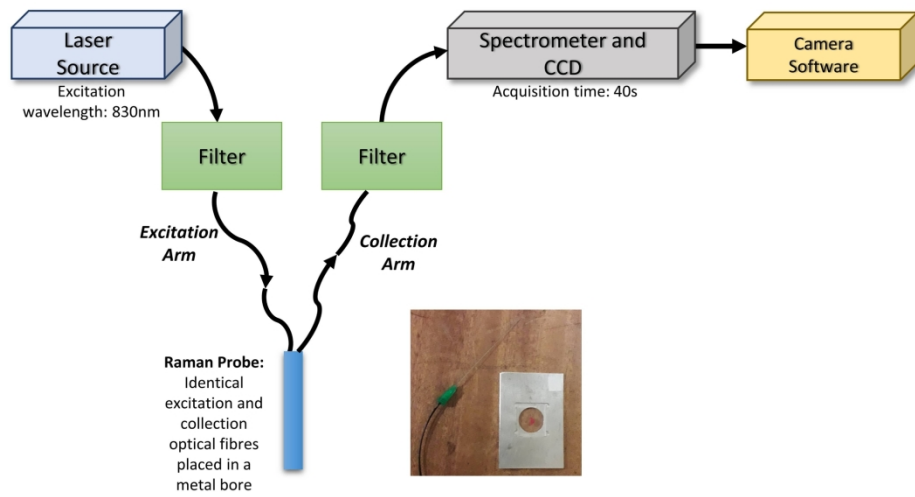 Laser
Source
Excitation
wavelength: 830nm
Spectrometer and
CCD
Acquisition time: 40s
Camera
Software
Filter
Filter
Excitation
Arm
Collection
Arm
Raman Probe:
Identical
excitation and
collection
optical fibres
placed in a
metal bore